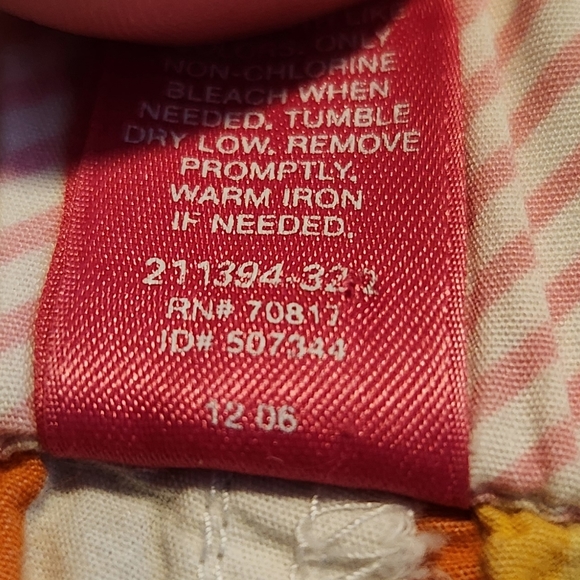 ONLY
NON-CHLORINE
BLEACH WHEN
NEEDED. TUMBLE
DRY LOW. REMOVE
PROMPTLY.
WARM IRON
IF NEEDED.
RN# 70817
ID# 507344
12 06